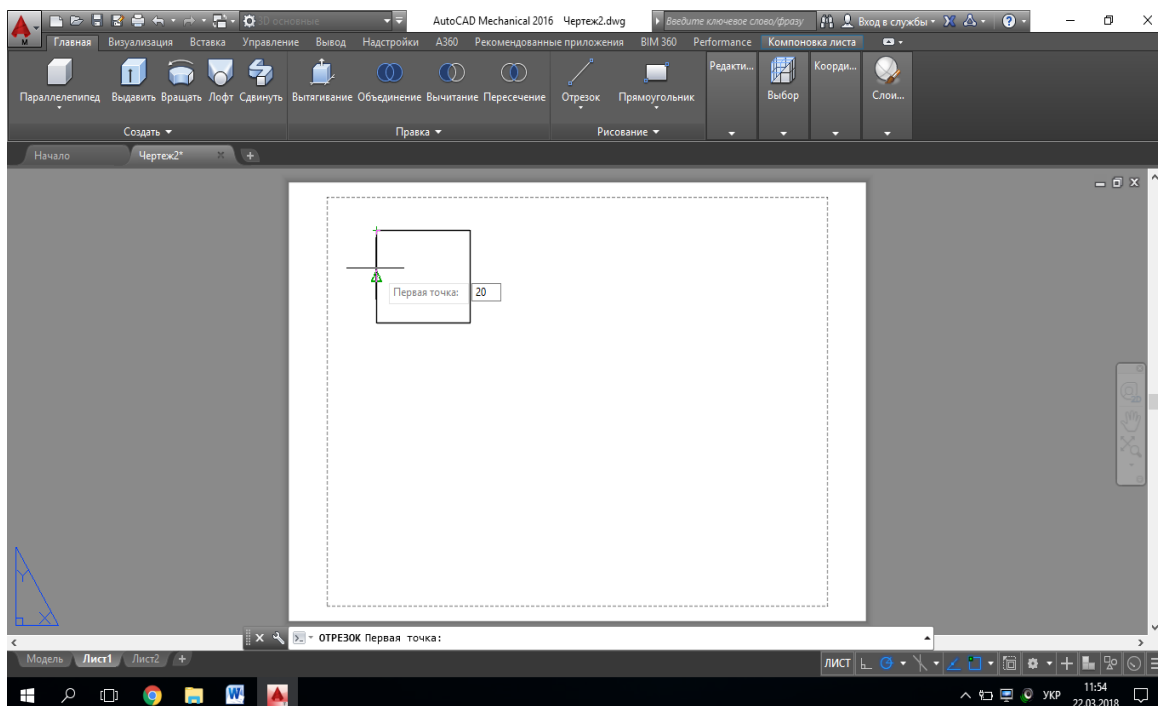 3D основные AutoCAD Mechanical 2016 Чертеж2.dwg Введите ключевое слово/фразу Вход в службы
M Главная Визуализация Вставка Управление Вывод Надстройки A360 Рекомендованные приложения BIM 360 Performance Компоновка листа
Параллелепипед Выдавить Вращать Лофт Сдвинуть Вытягивание Объединение Вычитание Пересечение Отрезок Прямоугольник Редакти... Выбор Коорди... Слои...
Создать Правка Рисование
Начало Чертеж2*
Первая точка: 20
Y
X
ОТРЕЗОК Первая точка:
Модель Лист1 Лист2 ЛИСТ
УКР 11:54
22.03.2018